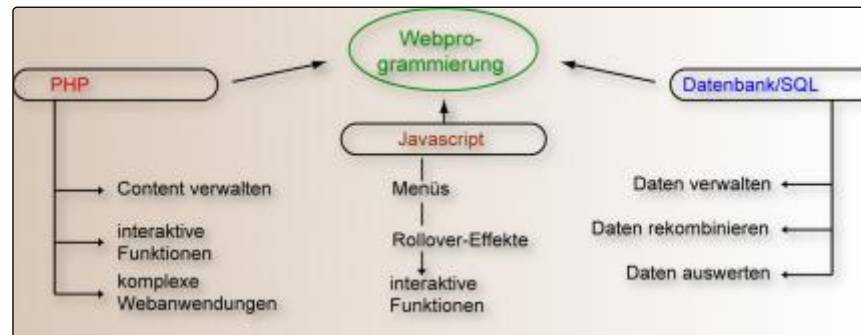 Webpro-
grammierung
PHP
Datenbank/SQL
Javascript
Content verwalten
interaktive
Funktionen
komplexe
Webanwendungen
Menüs
Rollover-Effekte
interaktive
Funktionen
Daten verwalten
Daten rekombinieren
Daten auswerten